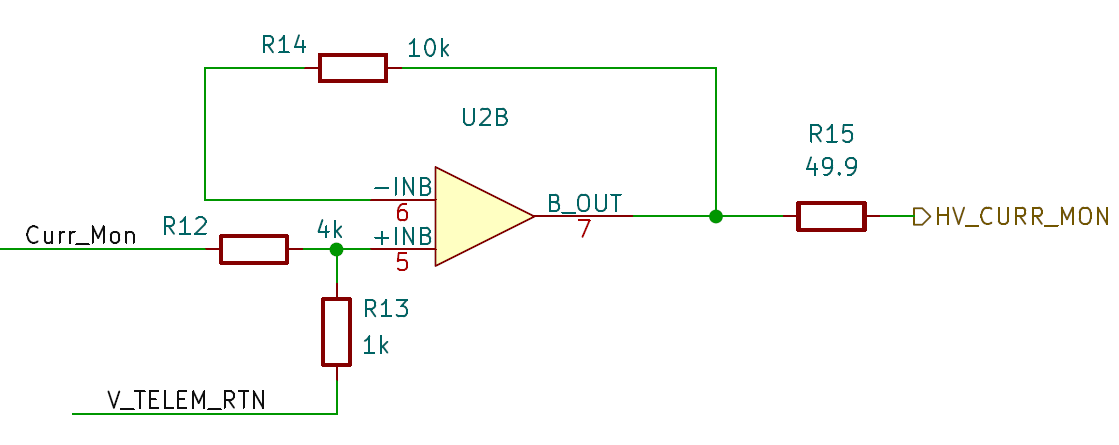 R14 10k
U2B
R15
49.9
-INB
6
B_OUT
7
HV_CURR_MON
Curr_Mon
R12
4k
+INB
5
R13
1k
V_TELEM_RTN